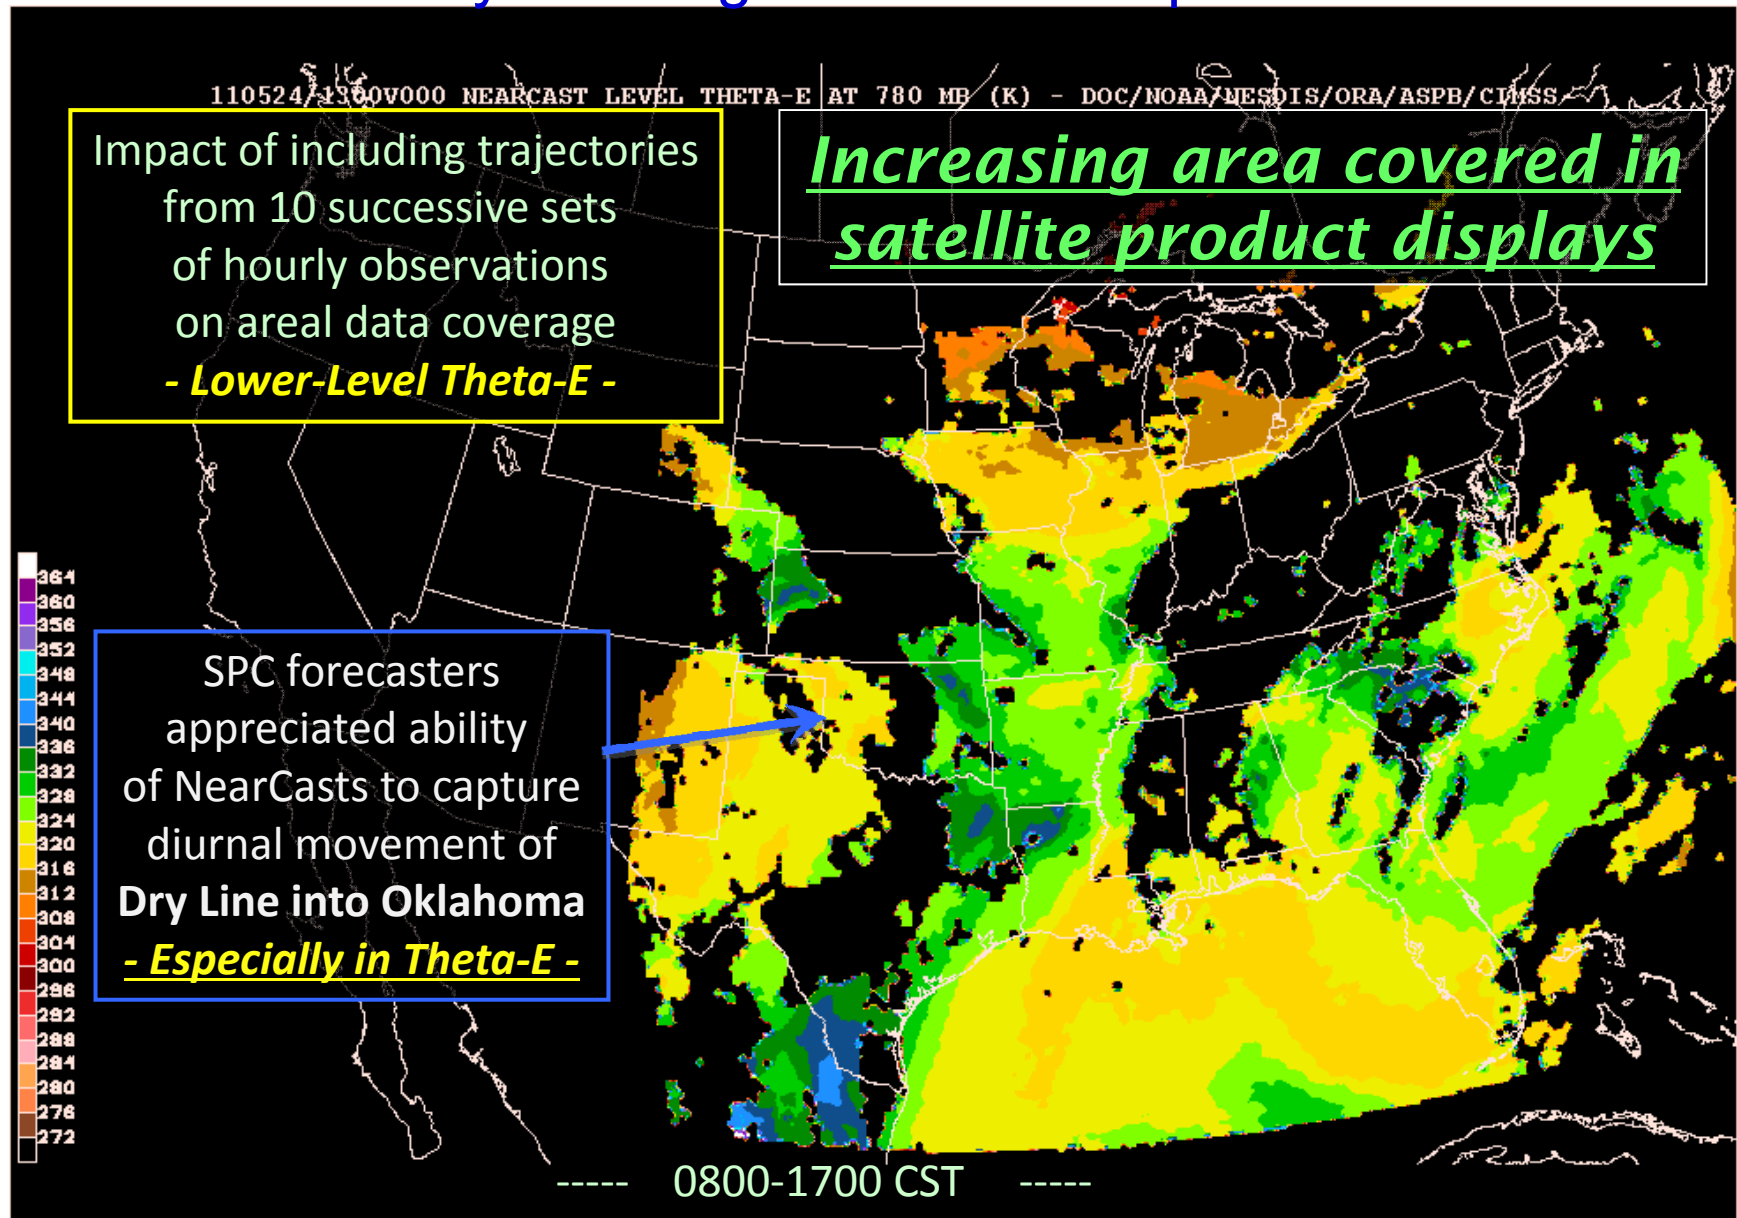 110524/1300V000 NEARCAST LEVEL THETA-E AT 780 MB (K) - DOC/NOAA/NESDIS/ORA/ASPB/CIMSS
Impact of including trajectories
from 10 successive sets
of hourly observations
on areal data coverage
- Lower-Level Theta-E -
Increasing area covered in
satellite product displays
SPC forecasters
appreciated ability
of NearCasts to capture
diurnal movement of
Dry Line into Oklahoma
- Especially in Theta-E -
364
360
356
352
348
344
340
336
332
328
324
320
316
312
308
304
300
296
292
288
284
280
276
272
----- 0800-1700 CST -----